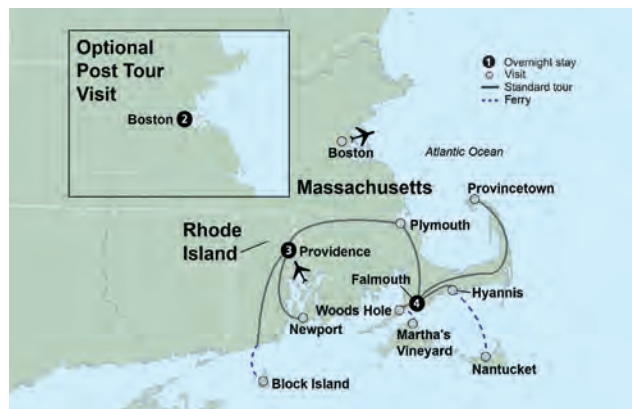 Optional
Post Tour
Visit
Boston 2
1 Overnight stay
Visit
Standard tour
Ferry
Boston
Atlantic Ocean
Massachusetts
Provincetown
Rhode
Island
Plymouth
3 Providence
Falmouth
4
Hyannis
Woods Hole
Newport
Martha's
Vineyard
Nantucket
Block Island